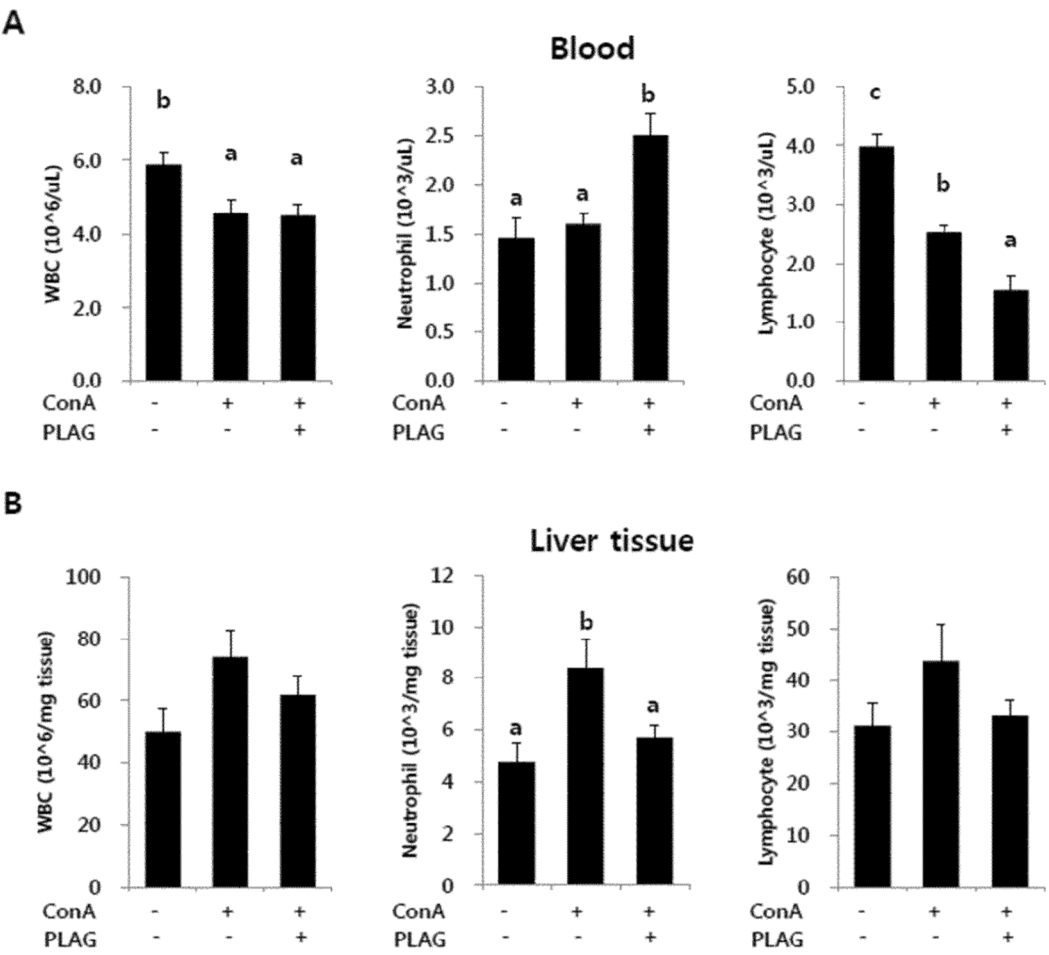 A
Blood
WBC (10^6/uL)
8.0
6.0
4.0
2.0
0.0
b
a
a
ConA - + +
PLAG - - +
Neutrophil (10^3/uL)
3.0
2.5
2.0
1.5
1.0
0.5
0.0
a
a
b
ConA - + +
PLAG - - +
Lymphocyte (10^3/uL)
5.0
4.0
3.0
2.0
1.0
0.0
c
b
a
ConA - + +
PLAG - - +
B
Liver tissue
WBC (10^6/mg tissue)
100
80
60
40
20
0
ConA - + +
PLAG - - +
Neutrophil (10^3/mg tissue)
12
10
8
6
4
2
0
a
b
a
ConA - + +
PLAG - - +
Lymphocyte (10^3/mg tissue)
60
50
40
30
20
10
0
ConA - + +
PLAG - - +